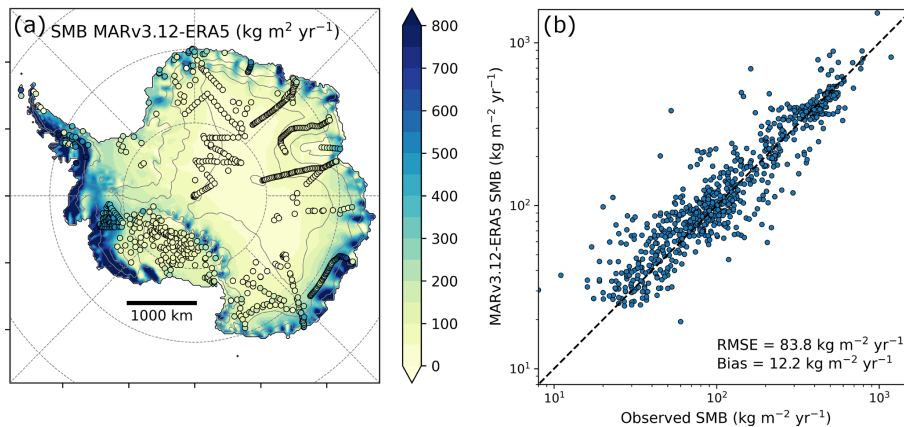 (a)
SMB MARv3.12-ERA5 (kg m² yr⁻¹)
1000 km
800
700
600
500
400
300
200
100
0
(b)
MARv3.12-ERA5 SMB (kg m⁻² yr⁻¹)
10³
10²
10¹
RMSE = 83.8 kg m⁻² yr⁻¹
Bias = 12.2 kg m⁻² yr⁻¹
10¹
10²
10³
Observed SMB (kg m⁻² yr⁻¹)